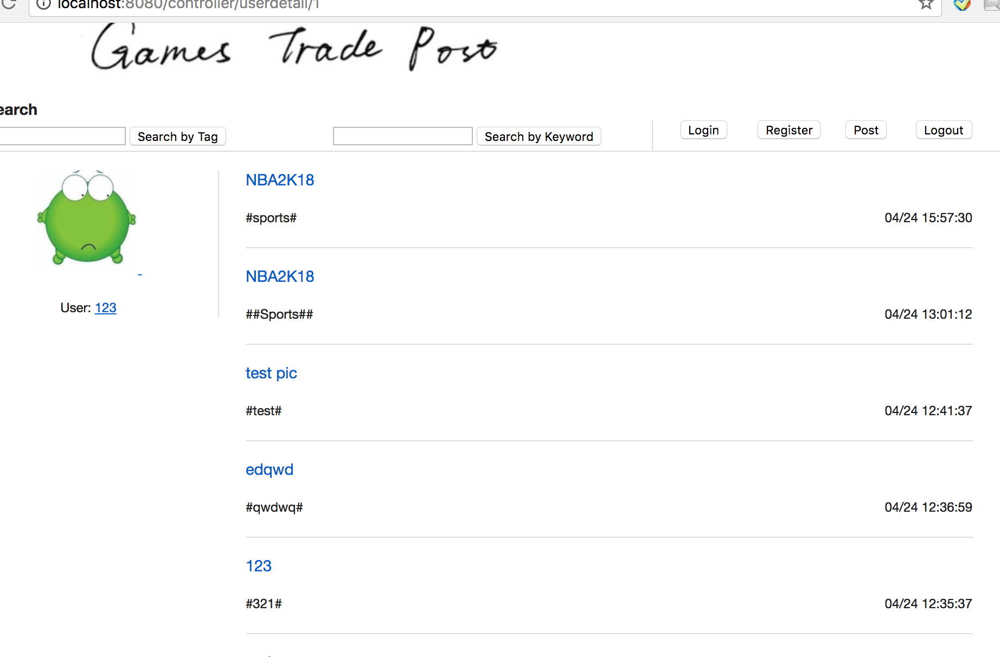 localhost:8080/controller/userdetail/1
Games Trade Post
earch
Search by Tag Search by Keyword Login Register Post Logout
NBA2K18
#sports# 04/24 15:57:30
NBA2K18
User: 123
##Sports## 04/24 13:01:12
test pic
#test# 04/24 12:41:37
edqwd
#qwdwq# 04/24 12:36:59
123
#321# 04/24 12:35:37